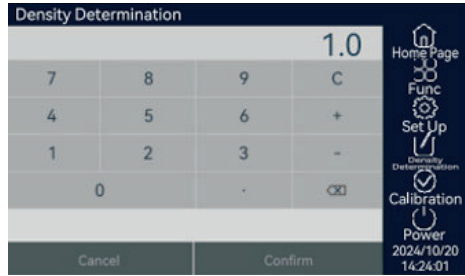 Density Determination
1.0
7 8 9 C
4 5 6 +
1 2 3 -
0 .
Cancel Confirm
Home Page
Func
Set Up
Density
Determination
Calibration
Power
2024/10/20
14:24:01